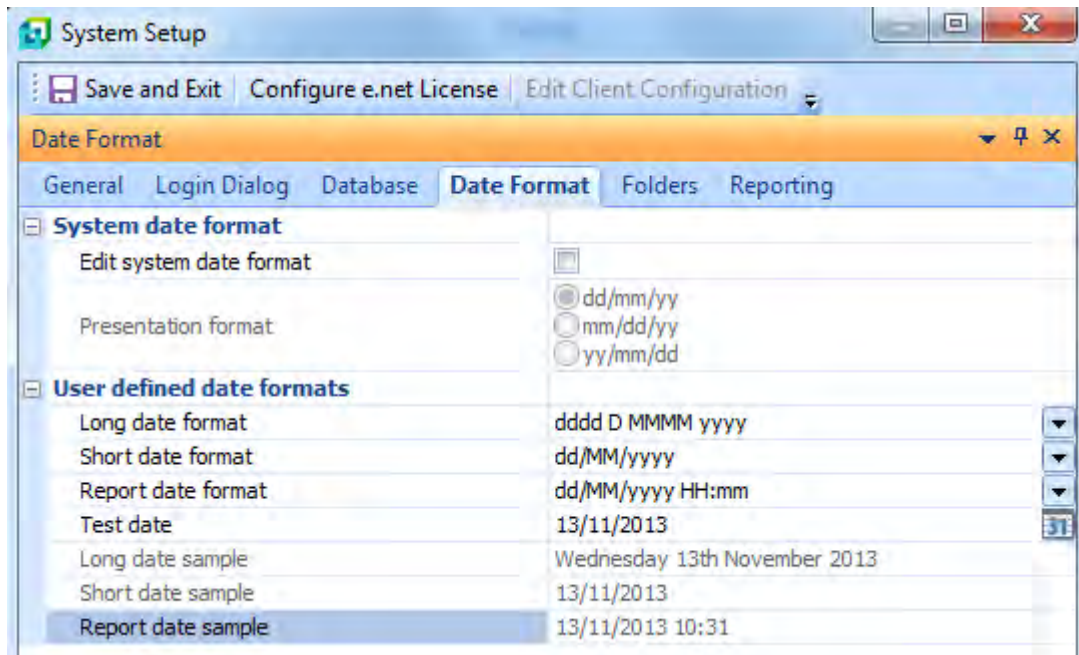 System Setup
Save and Exit Configure e.net License Edit Client Configuration
Date Format
General Login Dialog Database Date Format Folders Reporting
System date format
Edit system date format
dd/mm/yy
Presentation format mm/dd/yy
yy/mm/dd
User defined date formats
Long date format dddd D MMMM yyyy
Short date format dd/MM/yyyy
Report date format dd/MM/yyyy HH:mm
Test date 13/11/2013 31
Long date sample Wednesday 13th November 2013
Short date sample 13/11/2013
Report date sample 13/11/2013 10:31